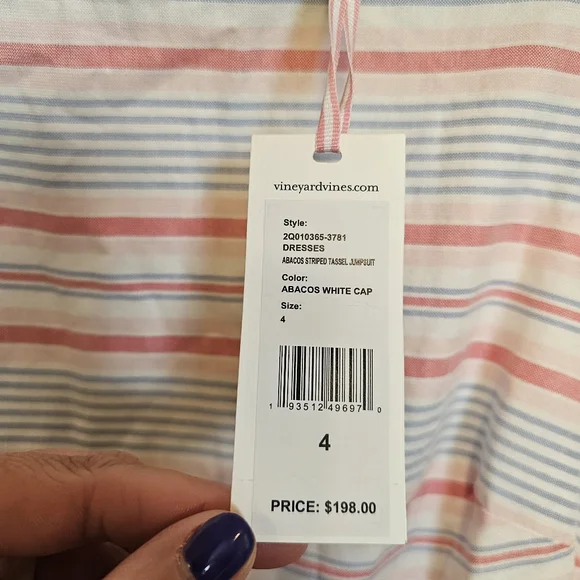 vineyardvines.com
Style:
2Q010365-3781
DRESSES
ABACOS STRIPED TASSEL JUMPSUIT
Color:
ABACOS WHITE CAP
Size:
4
1 93512 49697 0
4
PRICE: $198.00